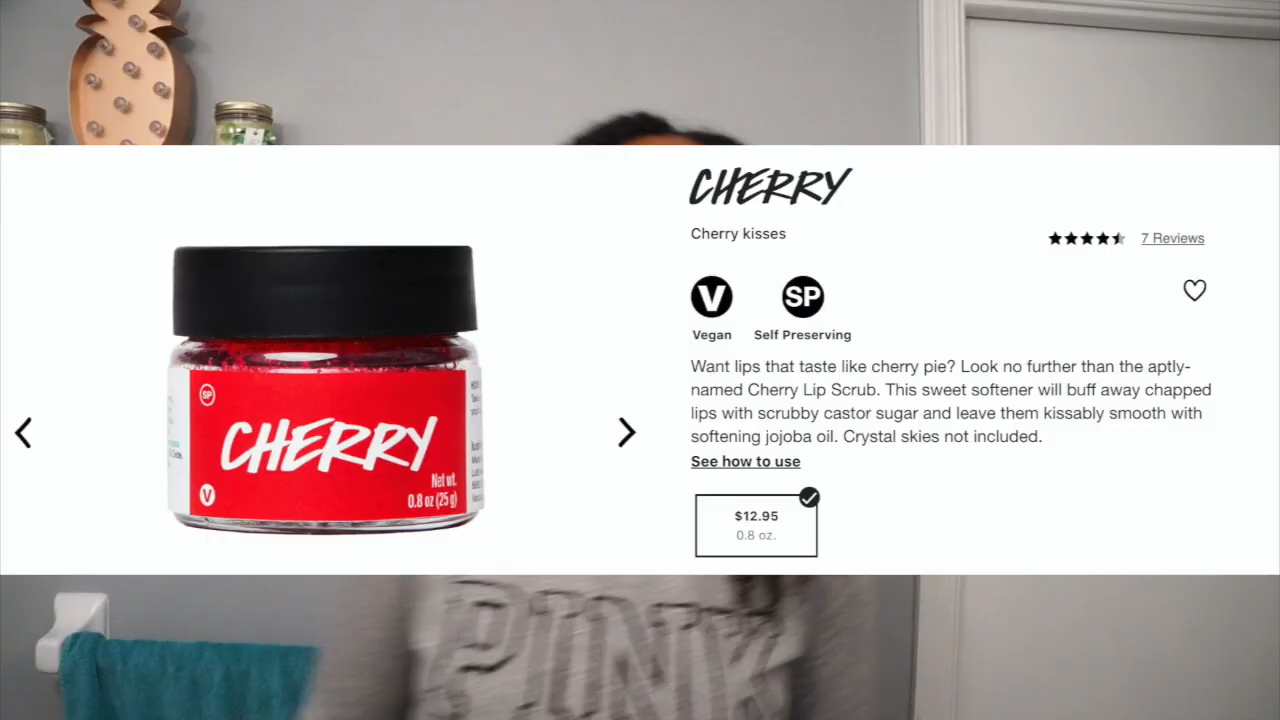 CHERRY
Cherry kisses
7 Reviews
V
SP
Vegan
Self Preserving
Want lips that taste like cherry pie? Look no further than the aptly-
named Cherry Lip Scrub. This sweet softener will buff away chapped
lips with scrubby castor sugar and leave them kissably smooth with
softening jojoba oil. Crystal skies not included.
See how to use
$12.95
0.8 oz.
SP
CHERRY
Net wt.
0.8 oz (25 g)
V
PINK